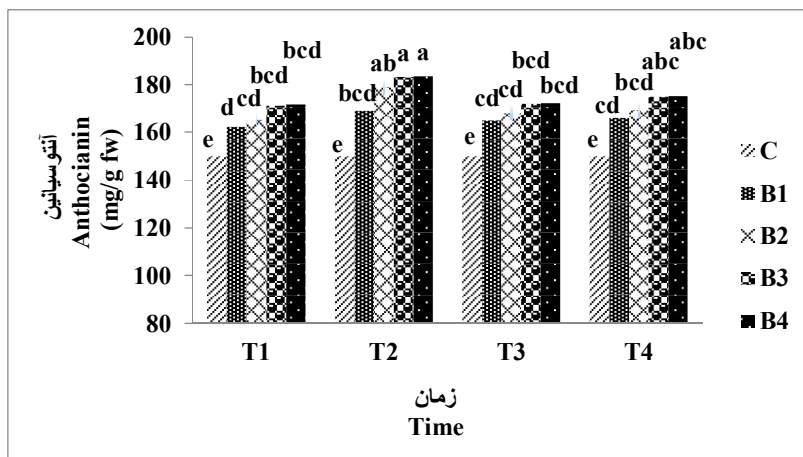 آنتوسیانین
Anthocianin
(mg/g fw)
200
180
160
140
120
100
80
e d cd bcd bcd
e bcd ab a a
e cd cd bcd bcd
e cd bcd abc abc
T1 T2 T3 T4
زمان
Time
C
B1
B2
B3
B4